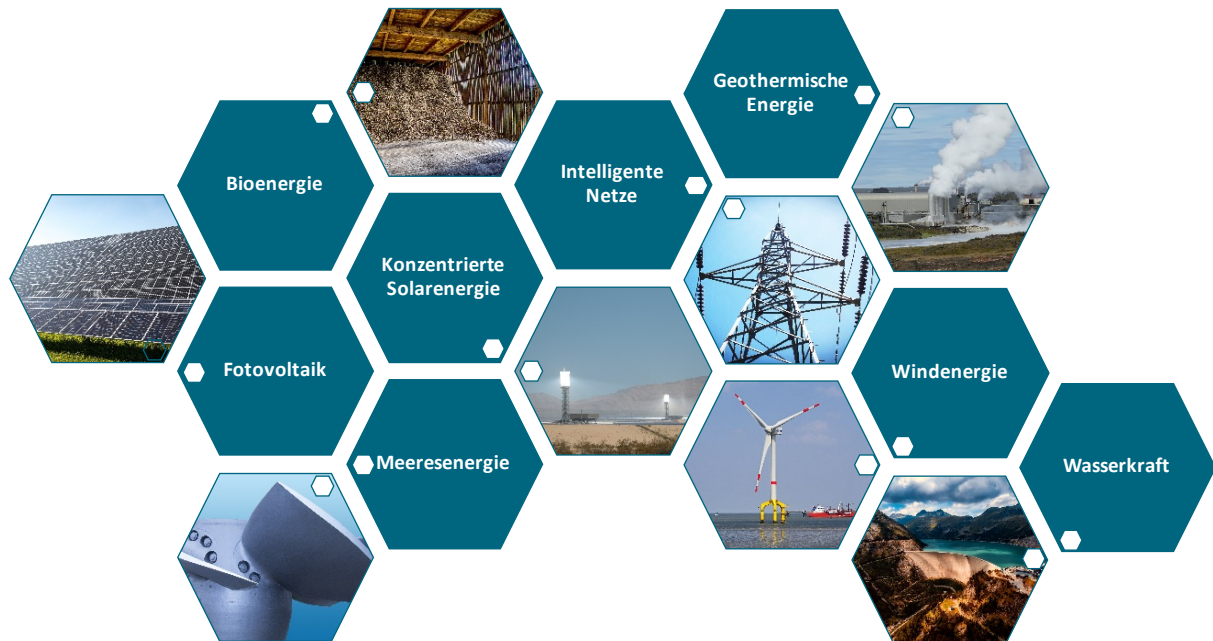 Geothermische
Energie
Bioenergie
Intelligente
Netze
Konzentrierte
Solarenergie
Fotovoltaik
Windenergie
Meeresenergie
Wasserkraft